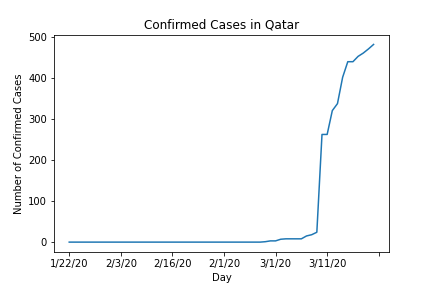 Confirmed Cases in Qatar
500
400
300
200
100
0
Number of Confirmed Cases
1/22/20 2/3/20 2/16/20 2/1/20 3/1/20 3/11/20
Day